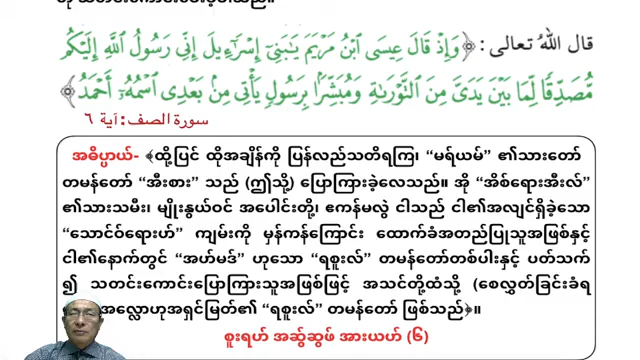 قال اللهُ تعالى : ﴿وَإِذْ قَالَ عِيسَى ابْنُ مَرْيَمَ يَٰبَنِىٓ إِسْرَٰٓءِيلَ إِنِّى رَسُولُ ٱللَّهِ إِلَيْكُم
مُّصَدِّقًا لِّمَا بَيْنَ يَدَىَّ مِنَ ٱلتَّوْرَىٰةِ وَمُبَشِّرًۢا بِرَسُولٍ يَأْتِى مِنۢ بَعْدِى ٱسْمُهُۥٓ أَحْمَدُ﴾
سورة الصف : آية ٦
အဓိပ္ပာယ်- ﴾ထို့ပြင် ထိုအချိန်ကို ပြန်လည်သတိရကြ၊ “မရ်ယမ်” ၏သားတော်
တမန်တော် “အီးစား” သည် (ဤသို့) ပြောကြားခဲ့လေသည်။ အို “အိစ်ရောအီးလ်”
၏သားသမီး၊ မျိုးနွယ်ဝင် အပေါင်းတို့၊ ဧကန်မလွဲ ငါသည် ငါ၏အလျင်ရှိခဲ့သော
“သောင်ဝ်ရောဟ်” ကျမ်းကို မှန်ကန်ကြောင်း ထောက်ခံအတည်ပြုသူအဖြစ်နှင့်
ငါ၏နောက်တွင် “အဟ်မဒ်” ဟုသော “ရစူးလ်” တမန်တော်တစ်ပါးနှင့် ပတ်သက်
၍ သတင်းကောင်းပြောကြားသူအဖြစ်ဖြင့် အသင်တို့ထံသို့ (စေလွှတ်ခြင်းခံရ
အလ္လောဟ်အရှင်မြတ်၏ “ရစူးလ်” တမန်တော် ဖြစ်သည်﴿။
စူးရဟ် အဆွ်ဆွဖ် အားယဟ် (၆)